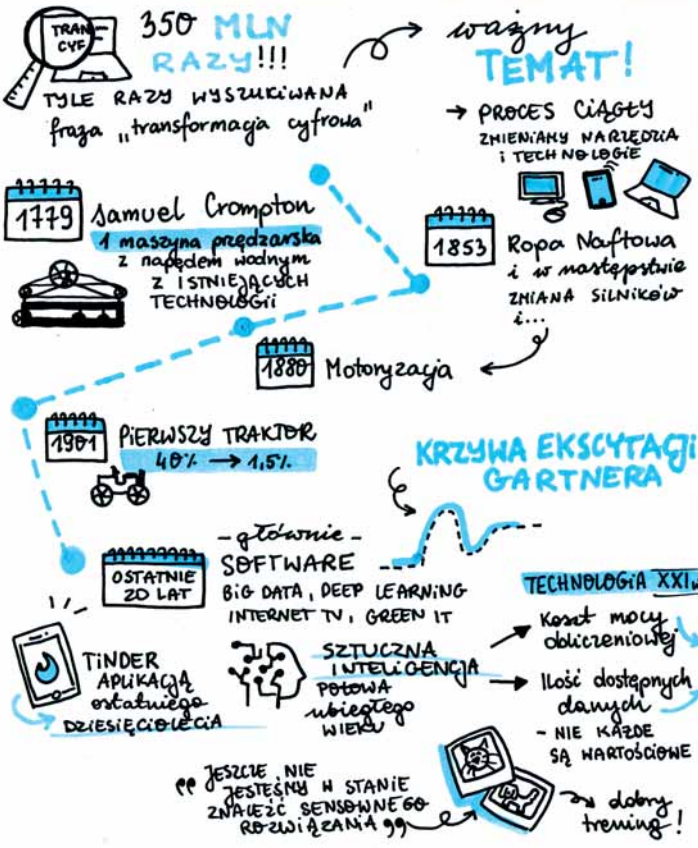 TRAN
CYF
350 MLN
RAZY!!!
TYLE RAZY WYSZUKIWANA
fraza „transformacja cyfrowa"
ważny
TEMAT!
→ PROCES CIĄGŁY
ZMIENIAMY NARZĘDZIA
i TECHNOLOGIE
1779
Samuel Crompton
1 maszyna przędzarska
z napędem wodnym
z ISTNIEJĄCYCH
TECHNOLOGii
1853
Ropa Naftowa
i w następstwie
ZMIANA SILNIKÓW
i...
1880
Motoryzacja
1901
PIERWSZY TRAKTOR
40% → 1,5%
KRZYWA EKSCYTACJI
GARTNERA
OSTATNIE
20 LAT
- głównie -
SOFTWARE
BIG DATA, DEEP LEARNING
INTERNET TV, GREEN IT
TECHNOLOGIA XXIw
Koszt mocy
obliczeniowej
Ilość dostępnych
danych
- NIE KAŻDE
SĄ WARTOŚCIOWE
TINDER
APLIKACJĄ
ostatniego
DZIESIĘCIOLECIA
SZTUCZNA
INTELIGENCJA
POŁOWA
ubiegłego
WIEKU
„JESZCZE NIE
JESTEŚMY W STANIE
ZNALEŹĆ SENSOWNEGO
ROZWIĄZANIA"
dobry
trening!